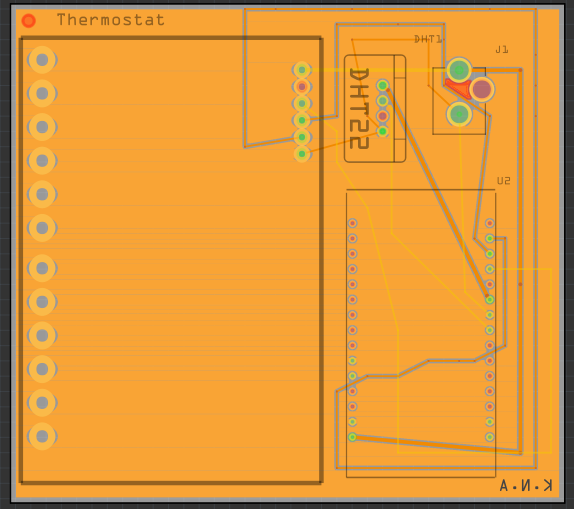 Thermostat
DHT1
J1
DHT22
U2
K.N.A